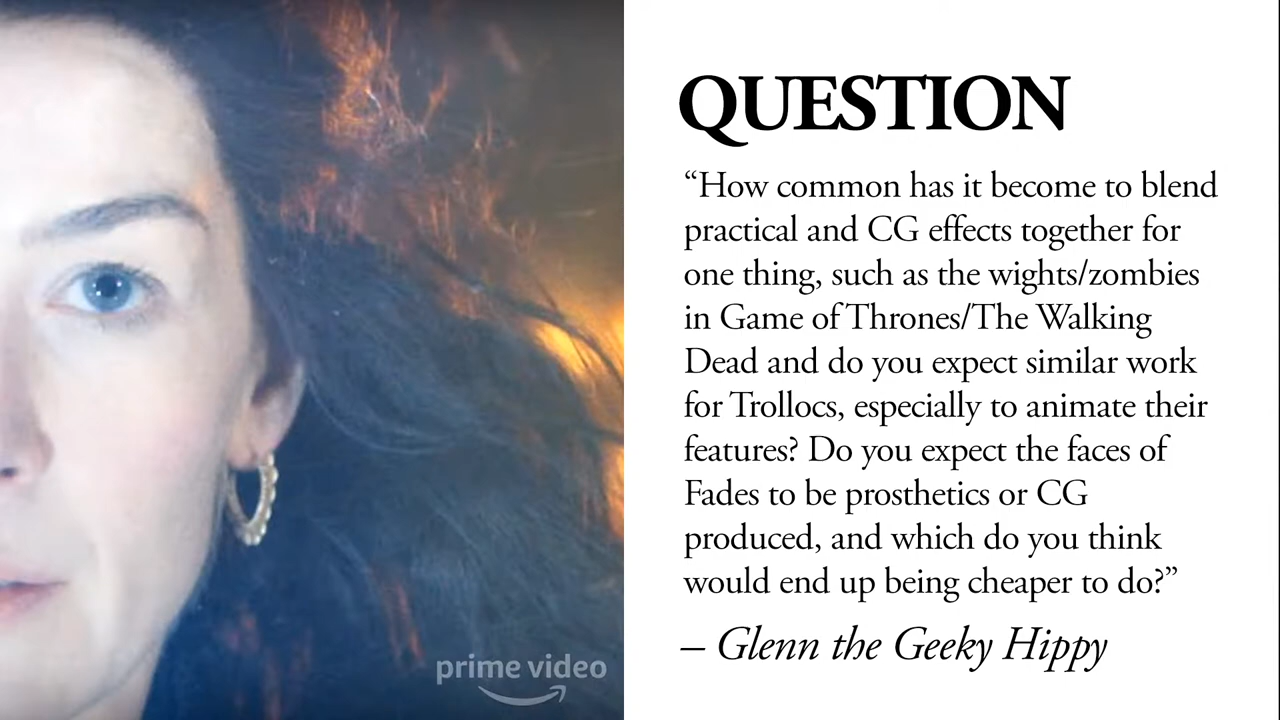 QUESTION
“How common has it become to blend
practical and CG effects together for
one thing, such as the wights/zombies
in Game of Thrones/The Walking
Dead and do you expect similar work
for Trollocs, especially to animate their
features? Do you expect the faces of
Fades to be prosthetics or CG
produced, and which do you think
would end up being cheaper to do?”
– Glenn the Geeky Hippy
prime video